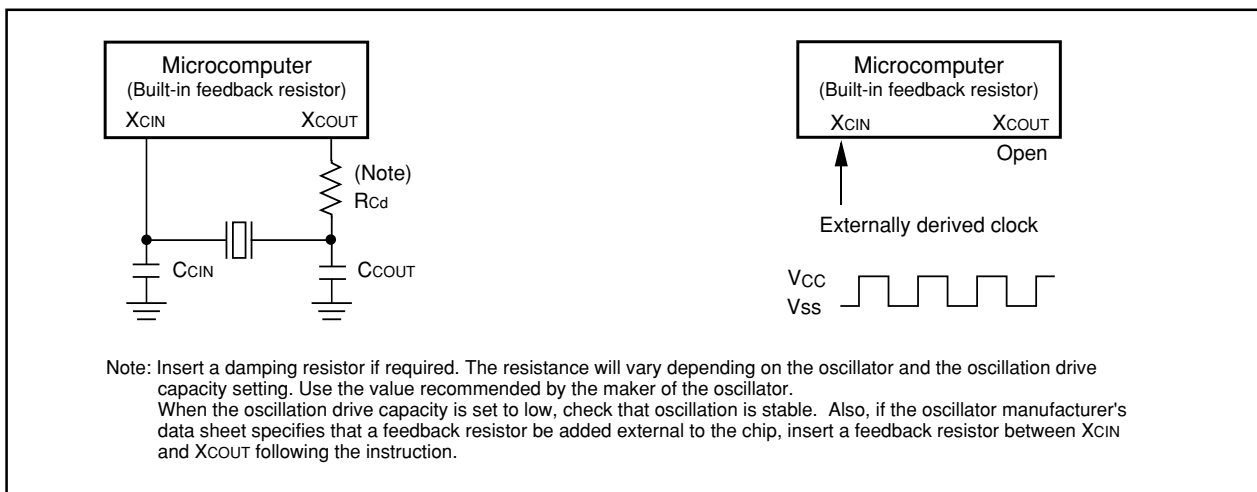 Microcomputer
(Built-in feedback resistor)
XCIN XCOUT
(Note)
RCd
CCIN
CCOUT
Microcomputer
(Built-in feedback resistor)
XCIN XCOUT
Open
Externally derived clock
VCC
VSS
Note: Insert a damping resistor if required. The resistance will vary depending on the oscillator and the oscillation drive
capacity setting. Use the value recommended by the maker of the oscillator.
When the oscillation drive capacity is set to low, check that oscillation is stable. Also, if the oscillator manufacturer's
data sheet specifies that a feedback resistor be added external to the chip, insert a feedback resistor between XCIN
and XCOUT following the instruction.